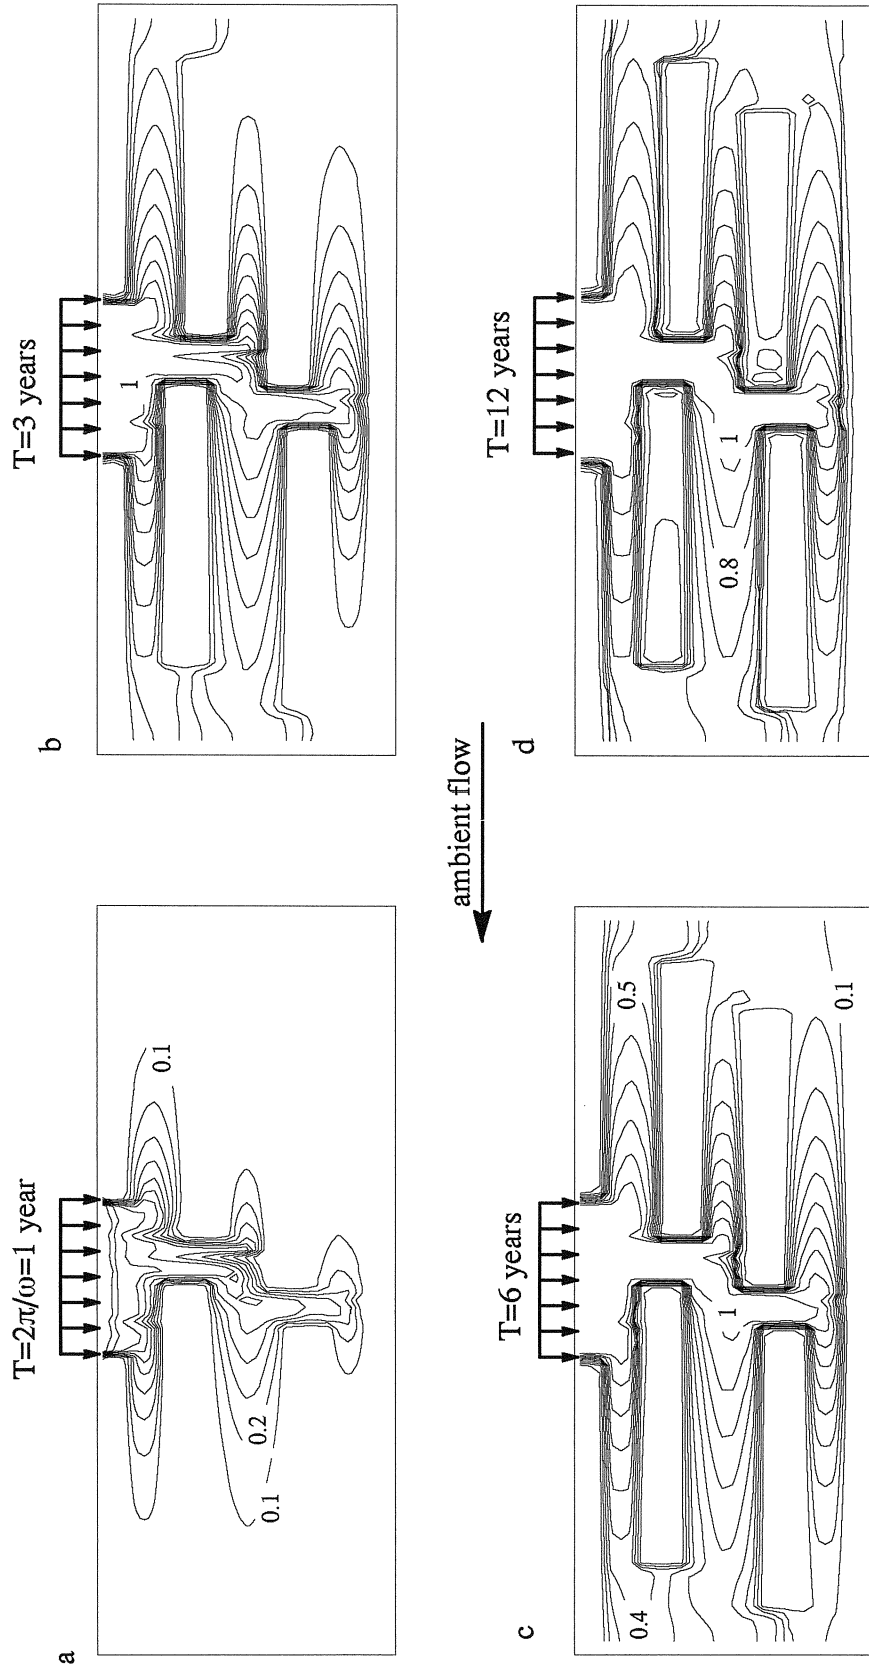 a
T=2π/ω=1 year
0.1
0.2
0.1
b
T=3 years
1
ambient flow
c
T=6 years
0.5
1
0.4
0.1
d
T=12 years
1
0.8